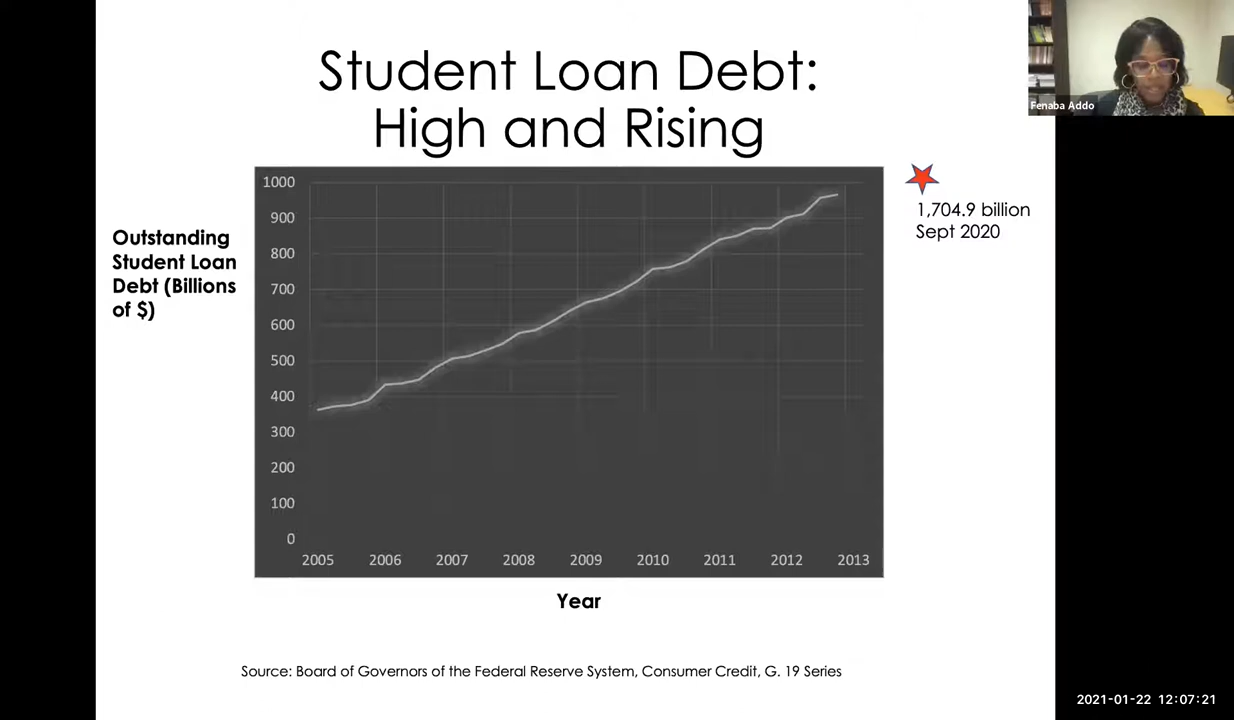 Student Loan Debt:
High and Rising
Fenaba Addo
1,704.9 billion
Sept 2020
Outstanding
Student Loan
Debt (Billions
of $)
1000
900
800
700
600
500
400
300
200
100
0
2005 2006 2007 2008 2009 2010 2011 2012 2013
Year
Source: Board of Governors of the Federal Reserve System, Consumer Credit, G. 19 Series
2021-01-22 12:07:21